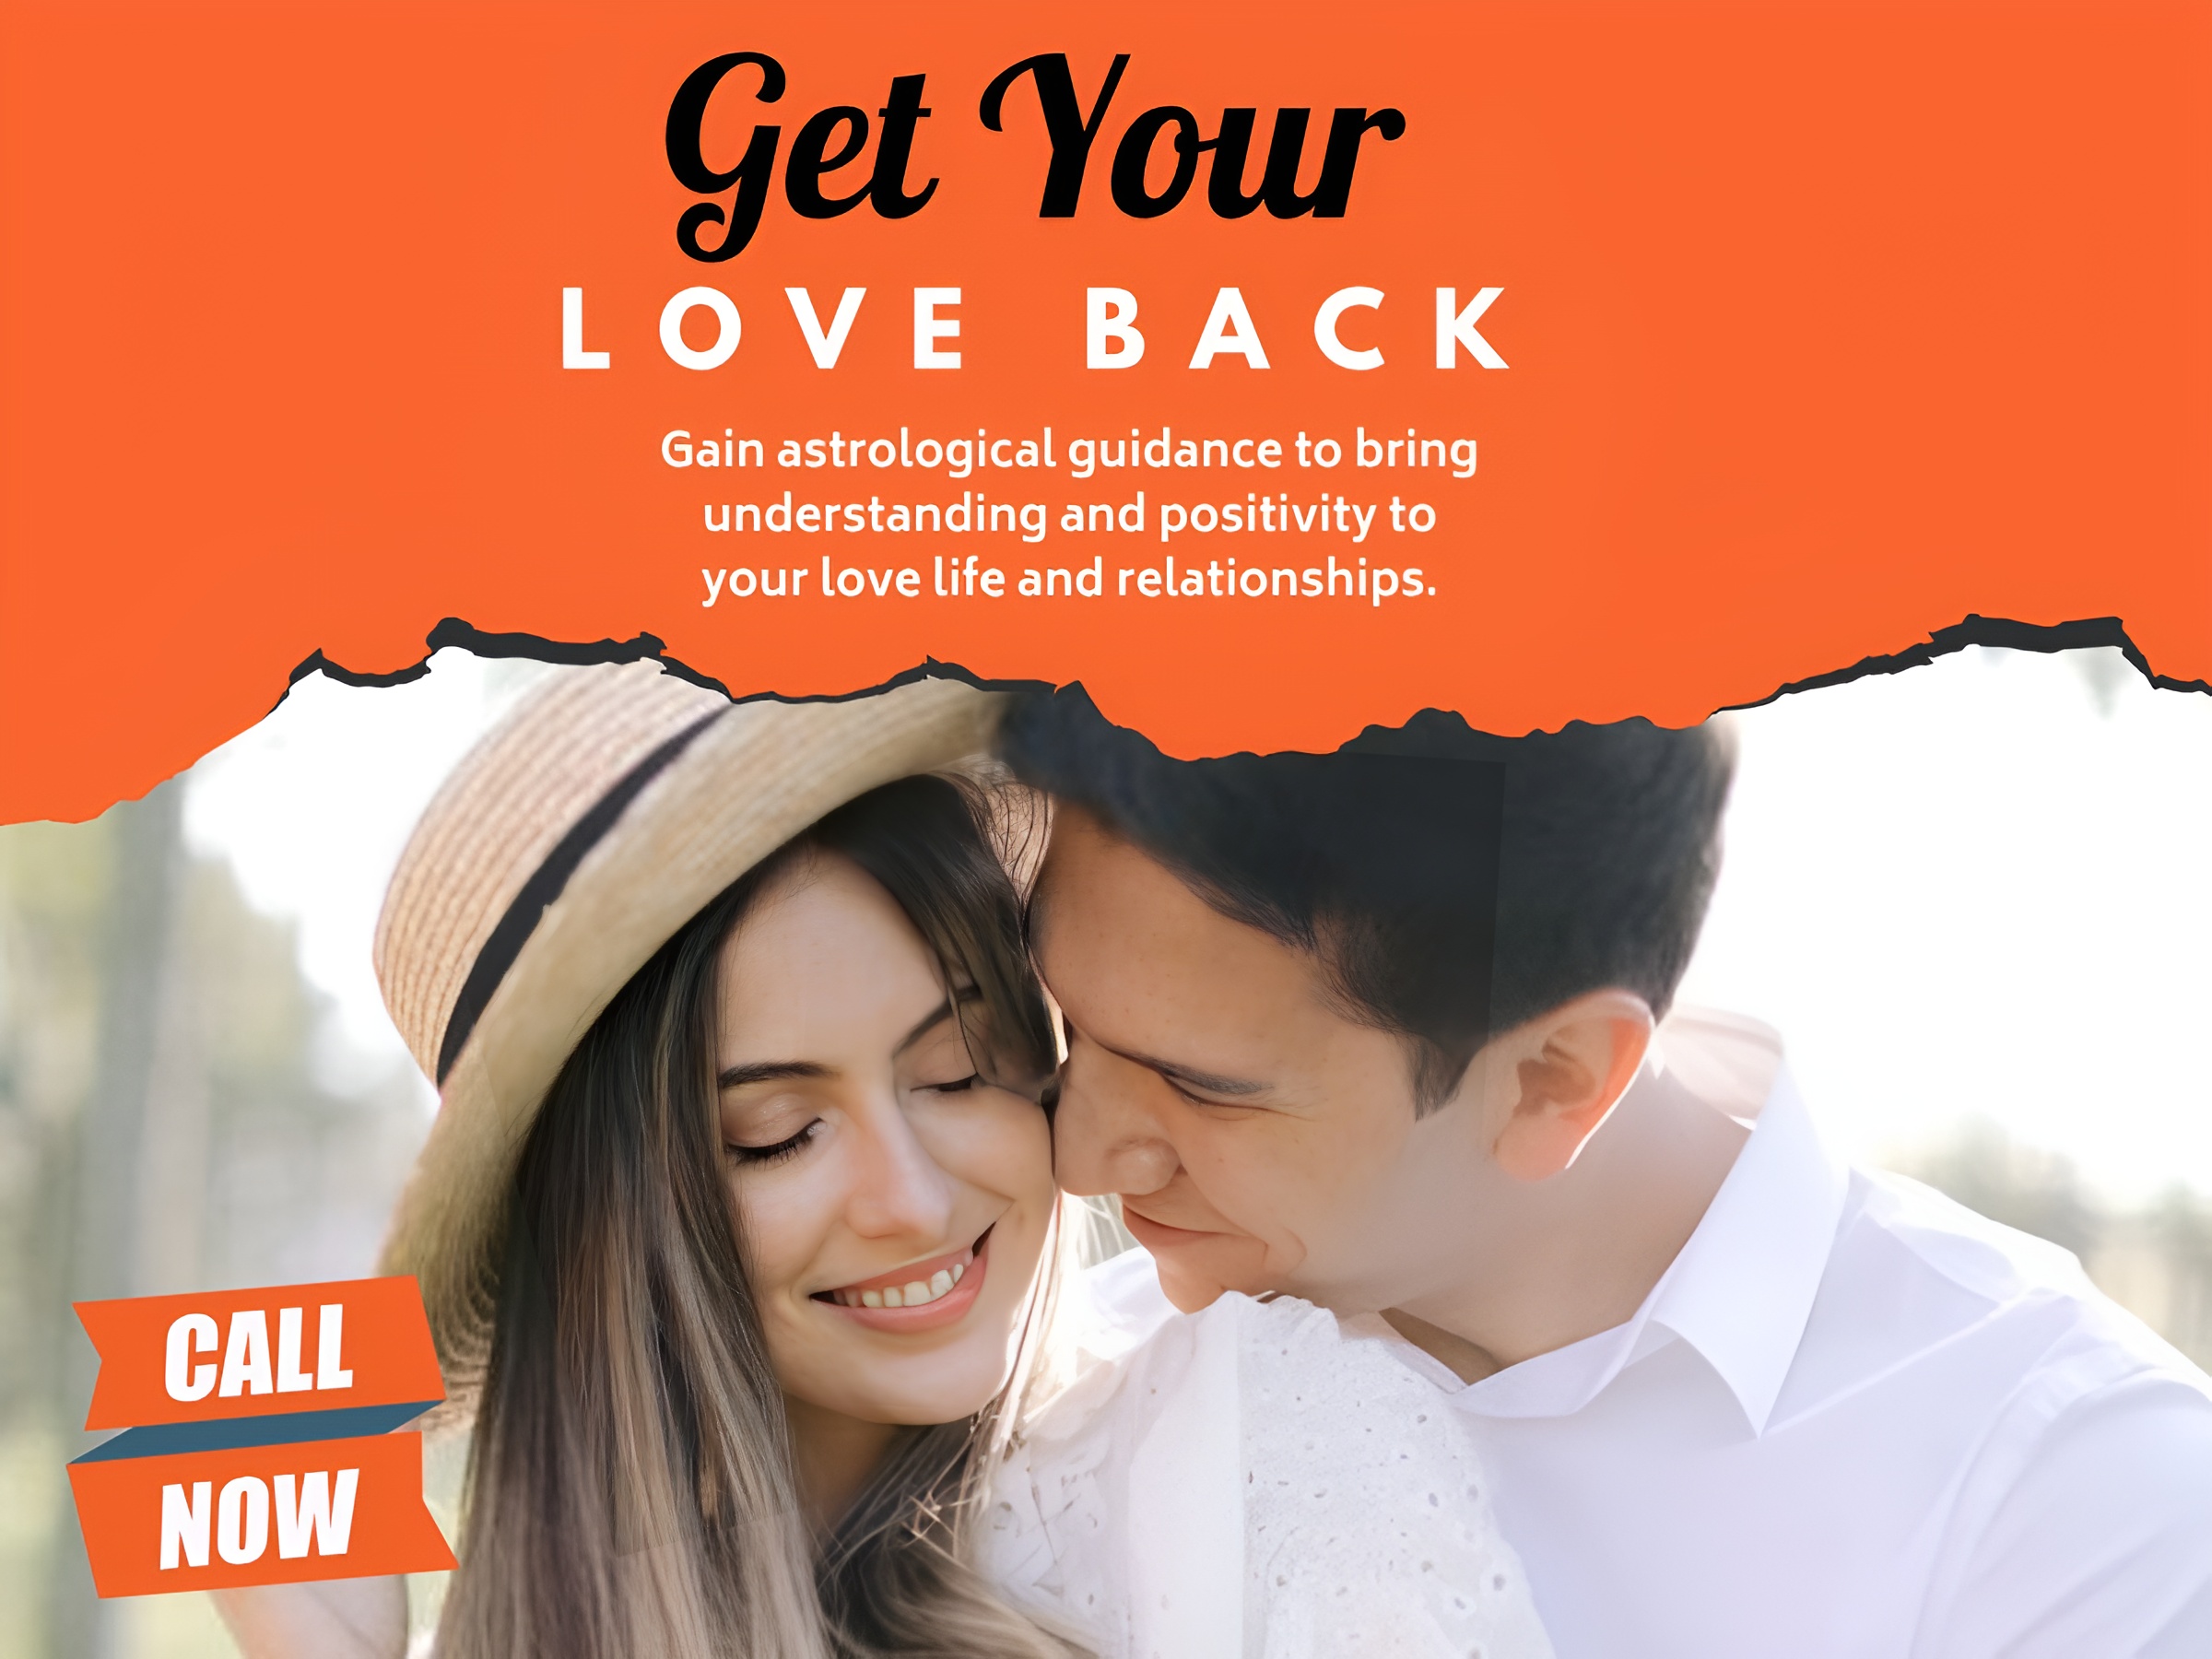 Get Your
LOVE BACK
Gain astrological guidance to bring
understanding and positivity to
your love life and relationships.
CALL
NOW